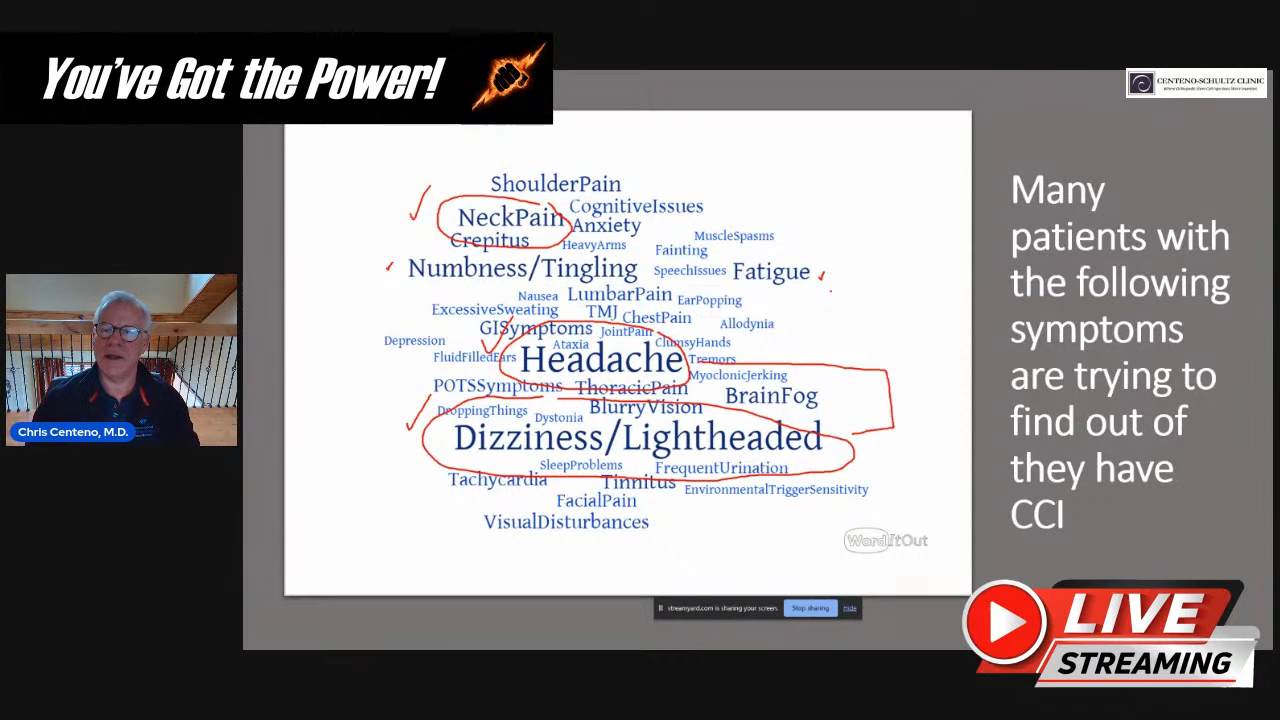 You've Got the Power!
CENTENO-SCHULTZ CLINIC
ShoulderPain
NeckPain
CognitiveIssues
Anxiety
Crepitus
HeavyArms
MuscleSpasms
Fainting
Numbness/Tingling
SpeechIssues
Fatigue
Nausea
LumbarPain
EarPopping
ExcessiveSweating
TMJ
ChestPain
GISymptoms
JointPain
Allodynia
Depression
Ataxia
ClumsyHands
FluidFilledEars
Headache
Tremors
MyoclonicJerking
POTSSymptoms
ThoracicPain
BrainFog
DroppingThings
Dystonia
BlurryVision
Dizziness/Lightheaded
SleepProblems
FrequentUrination
Tachycardia
Tinnitus
EnvironmentalTriggerSensitivity
FacialPain
VisualDisturbances
WordItOut
Many
patients with
the following
symptoms
are trying to
find out of
they have
CCI
Chris Centeno, M.D.
streamyard.com is sharing your screen.
Stop sharing
Hide
LIVE
STREAMING